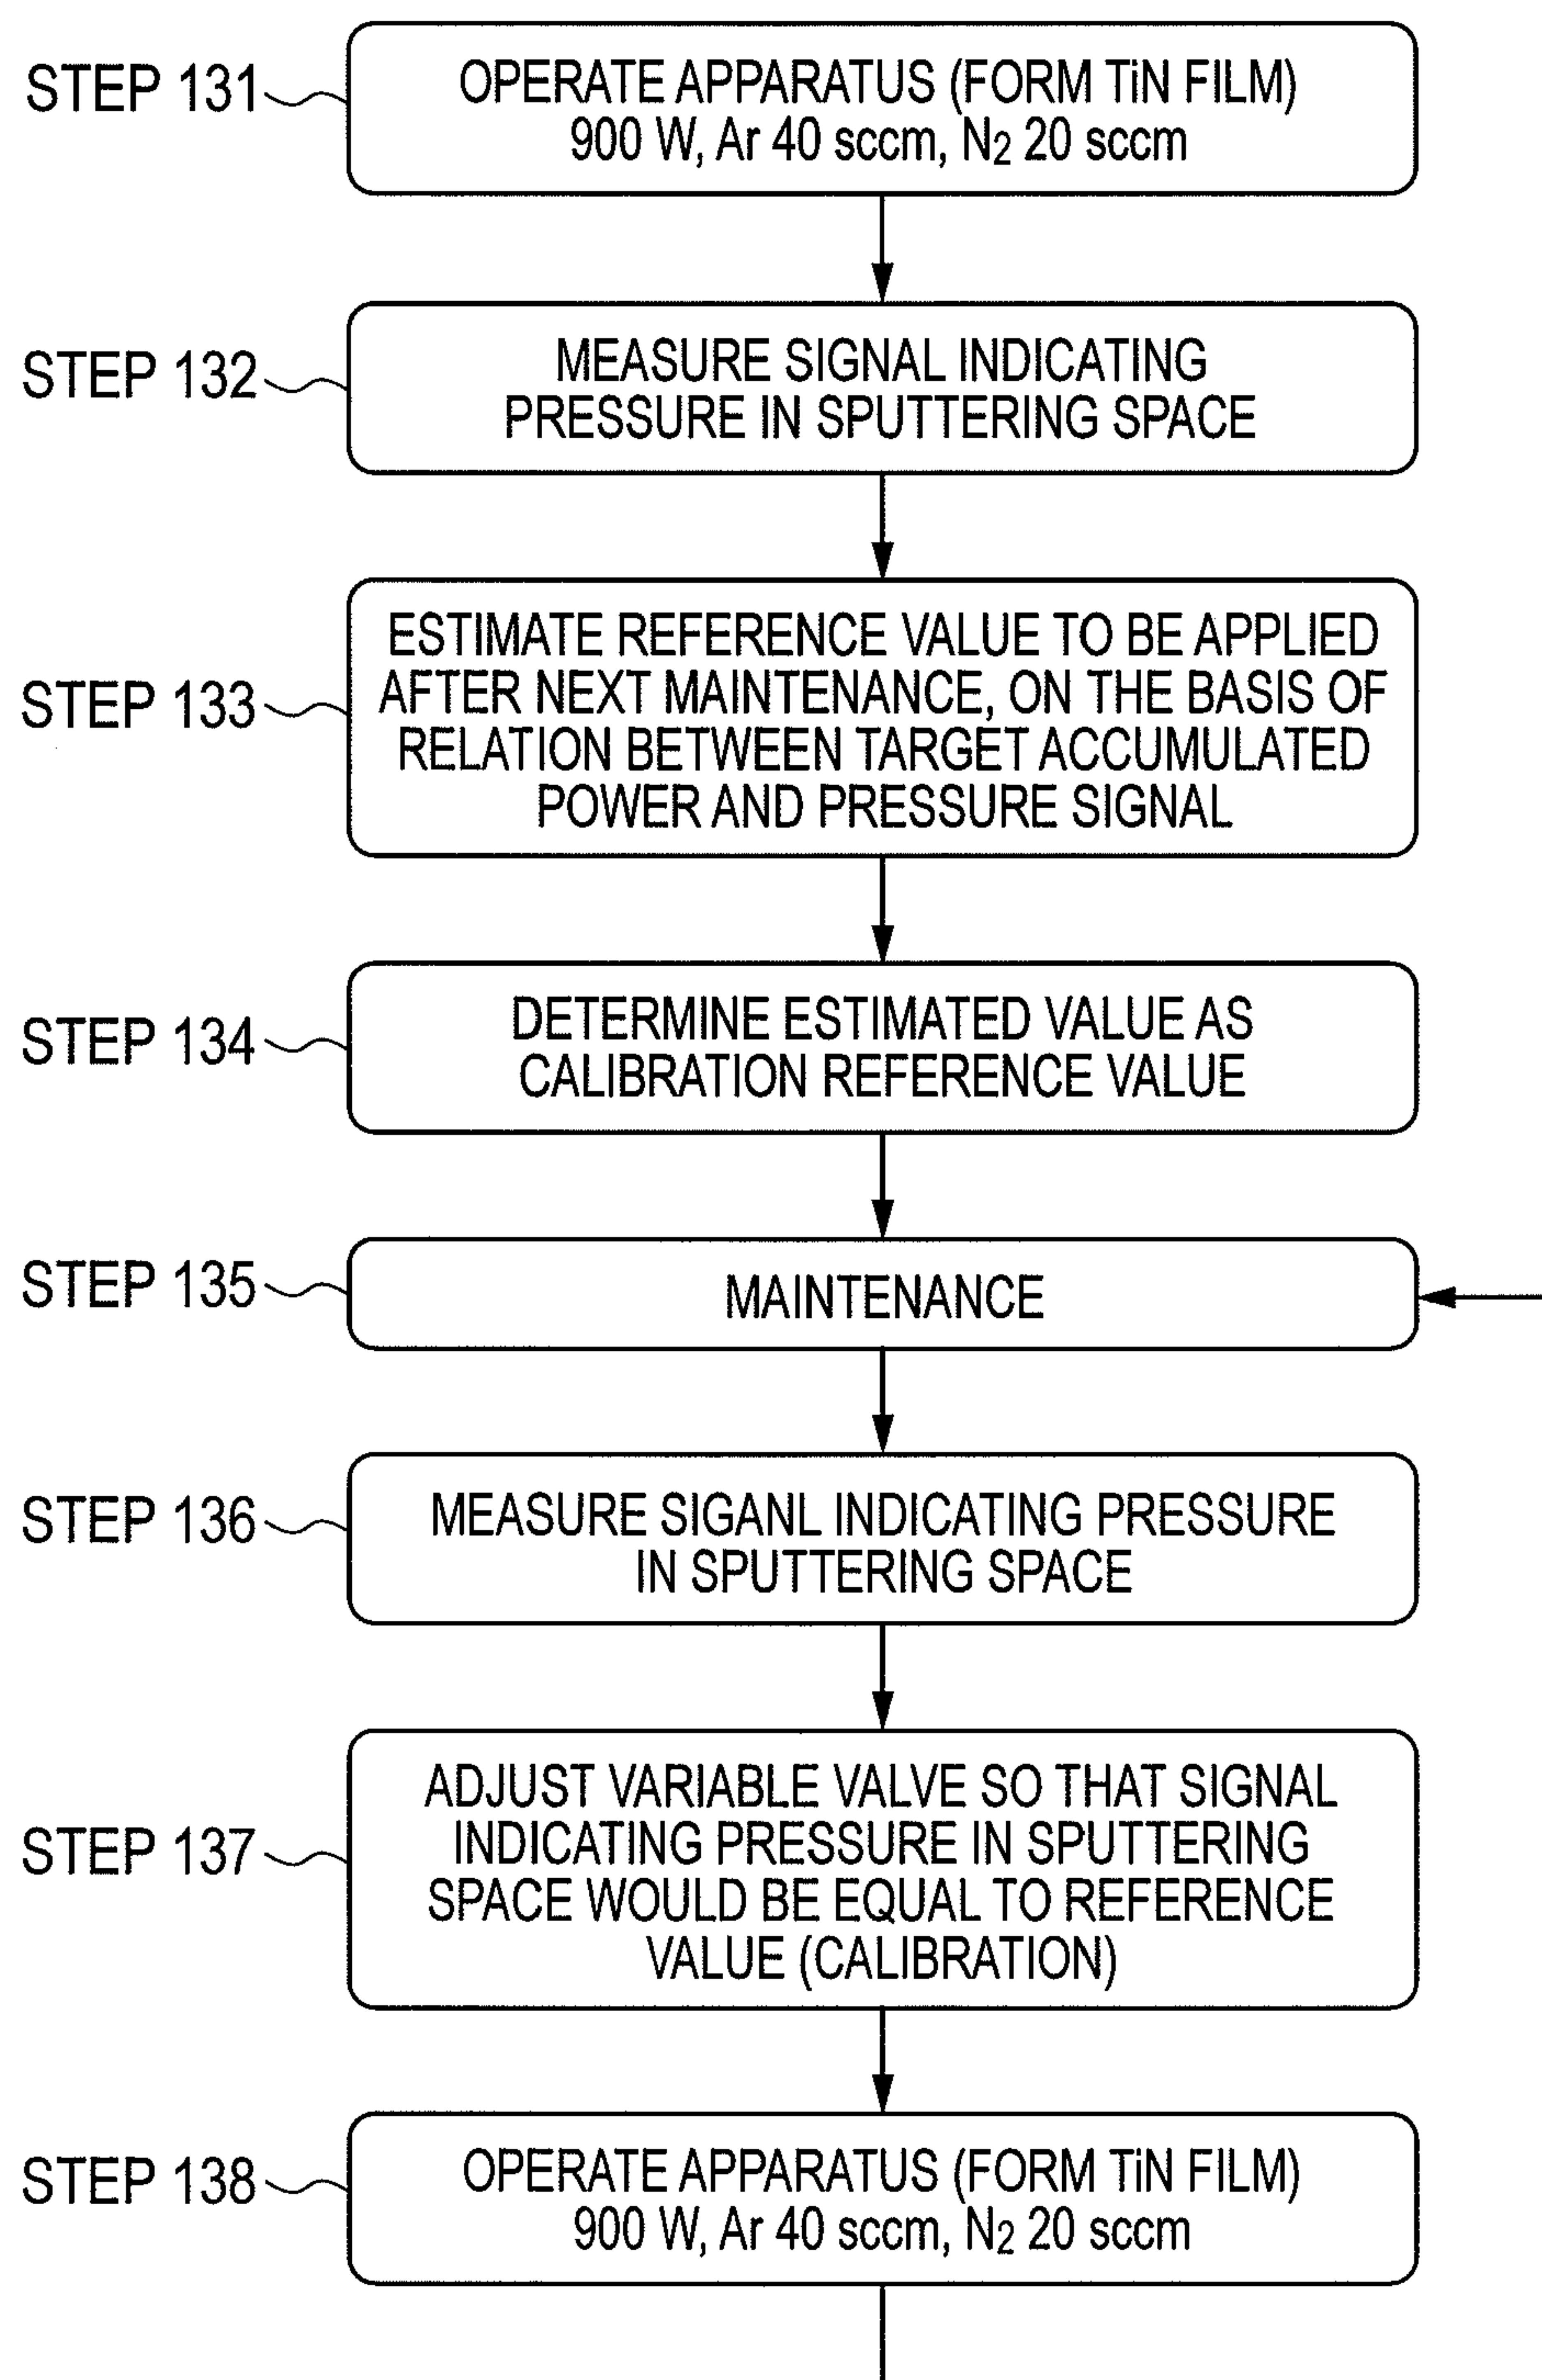 STEP 131
OPERATE APPARATUS (FORM TiN FILM)
900 W, Ar 40 sccm, N2 20 sccm
STEP 132
MEASURE SIGNAL INDICATING
PRESSURE IN SPUTTERING SPACE
STEP 133
ESTIMATE REFERENCE VALUE TO BE APPLIED
AFTER NEXT MAINTENANCE, ON THE BASIS OF
RELATION BETWEEN TARGET ACCUMULATED
POWER AND PRESSURE SIGNAL
STEP 134
DETERMINE ESTIMATED VALUE AS
CALIBRATION REFERENCE VALUE
STEP 135
MAINTENANCE
STEP 136
MEASURE SIGANL INDICATING PRESSURE
IN SPUTTERING SPACE
STEP 137
ADJUST VARIABLE VALVE SO THAT SIGNAL
INDICATING PRESSURE IN SPUTTERING
SPACE WOULD BE EQUAL TO REFERENCE
VALUE (CALIBRATION)
STEP 138
OPERATE APPARATUS (FORM TiN FILM)
900 W, Ar 40 sccm, N2 20 sccm